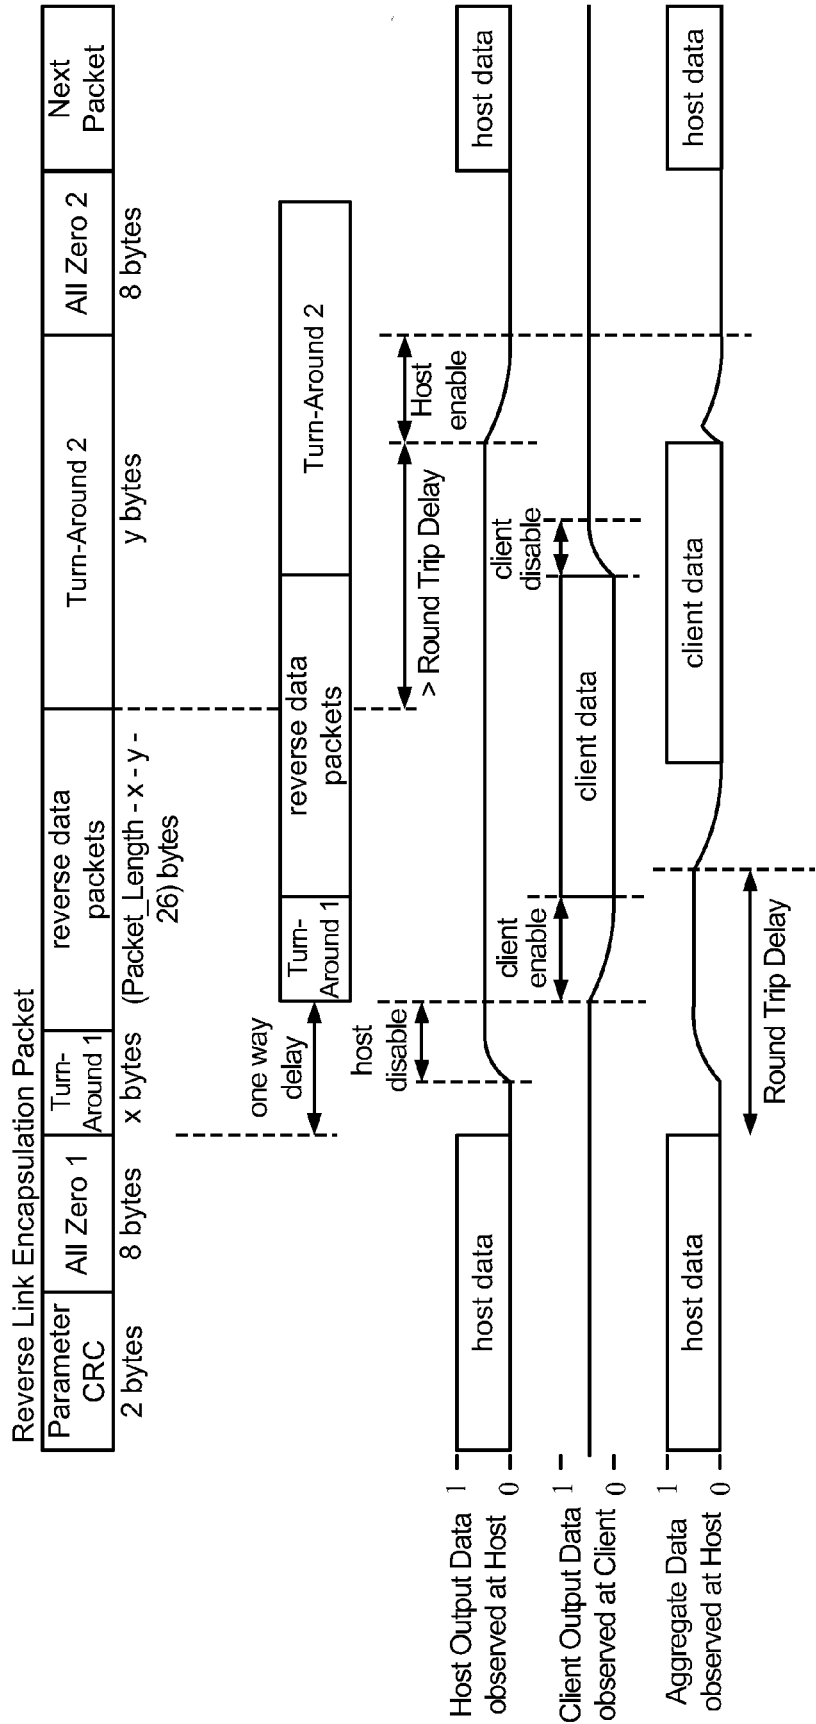 Reverse Link Encapsulation Packet
Parameter
CRC
All Zero 1
Turn-
Around 1
reverse data
packets
Turn-Around 2
All Zero 2
Next
Packet
2 bytes
8 bytes
x bytes
(Packet_Length - x - y -
26) bytes
y bytes
8 bytes
one way
delay
Turn-
Around 1
reverse data
packets
Turn-Around 2
host
disable
> Round Trip Delay
Host
enable
Host Output Data
observed at Host
1
0
host data
host data
client
enable
client
disable
Client Output Data
observed at Client
1
0
client data
Aggregate Data
observed at Host
1
0
host data
client data
host data
Round Trip Delay